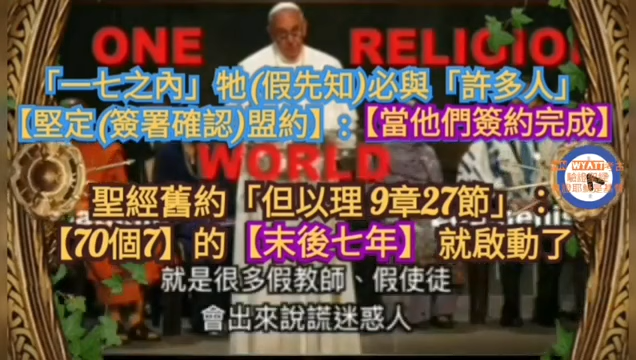 ONE RELIGION
「一七之內」牠(假先知)必與「許多人」
【堅定(簽署確認)盟約】:【當他們簽約完成】
WORLD
WYATT
聖經舊約「但以理 9章27節」:
【70個7】的【末後七年】就啟動了
就是很多假教師、假使徒
會出來說謊迷惑人